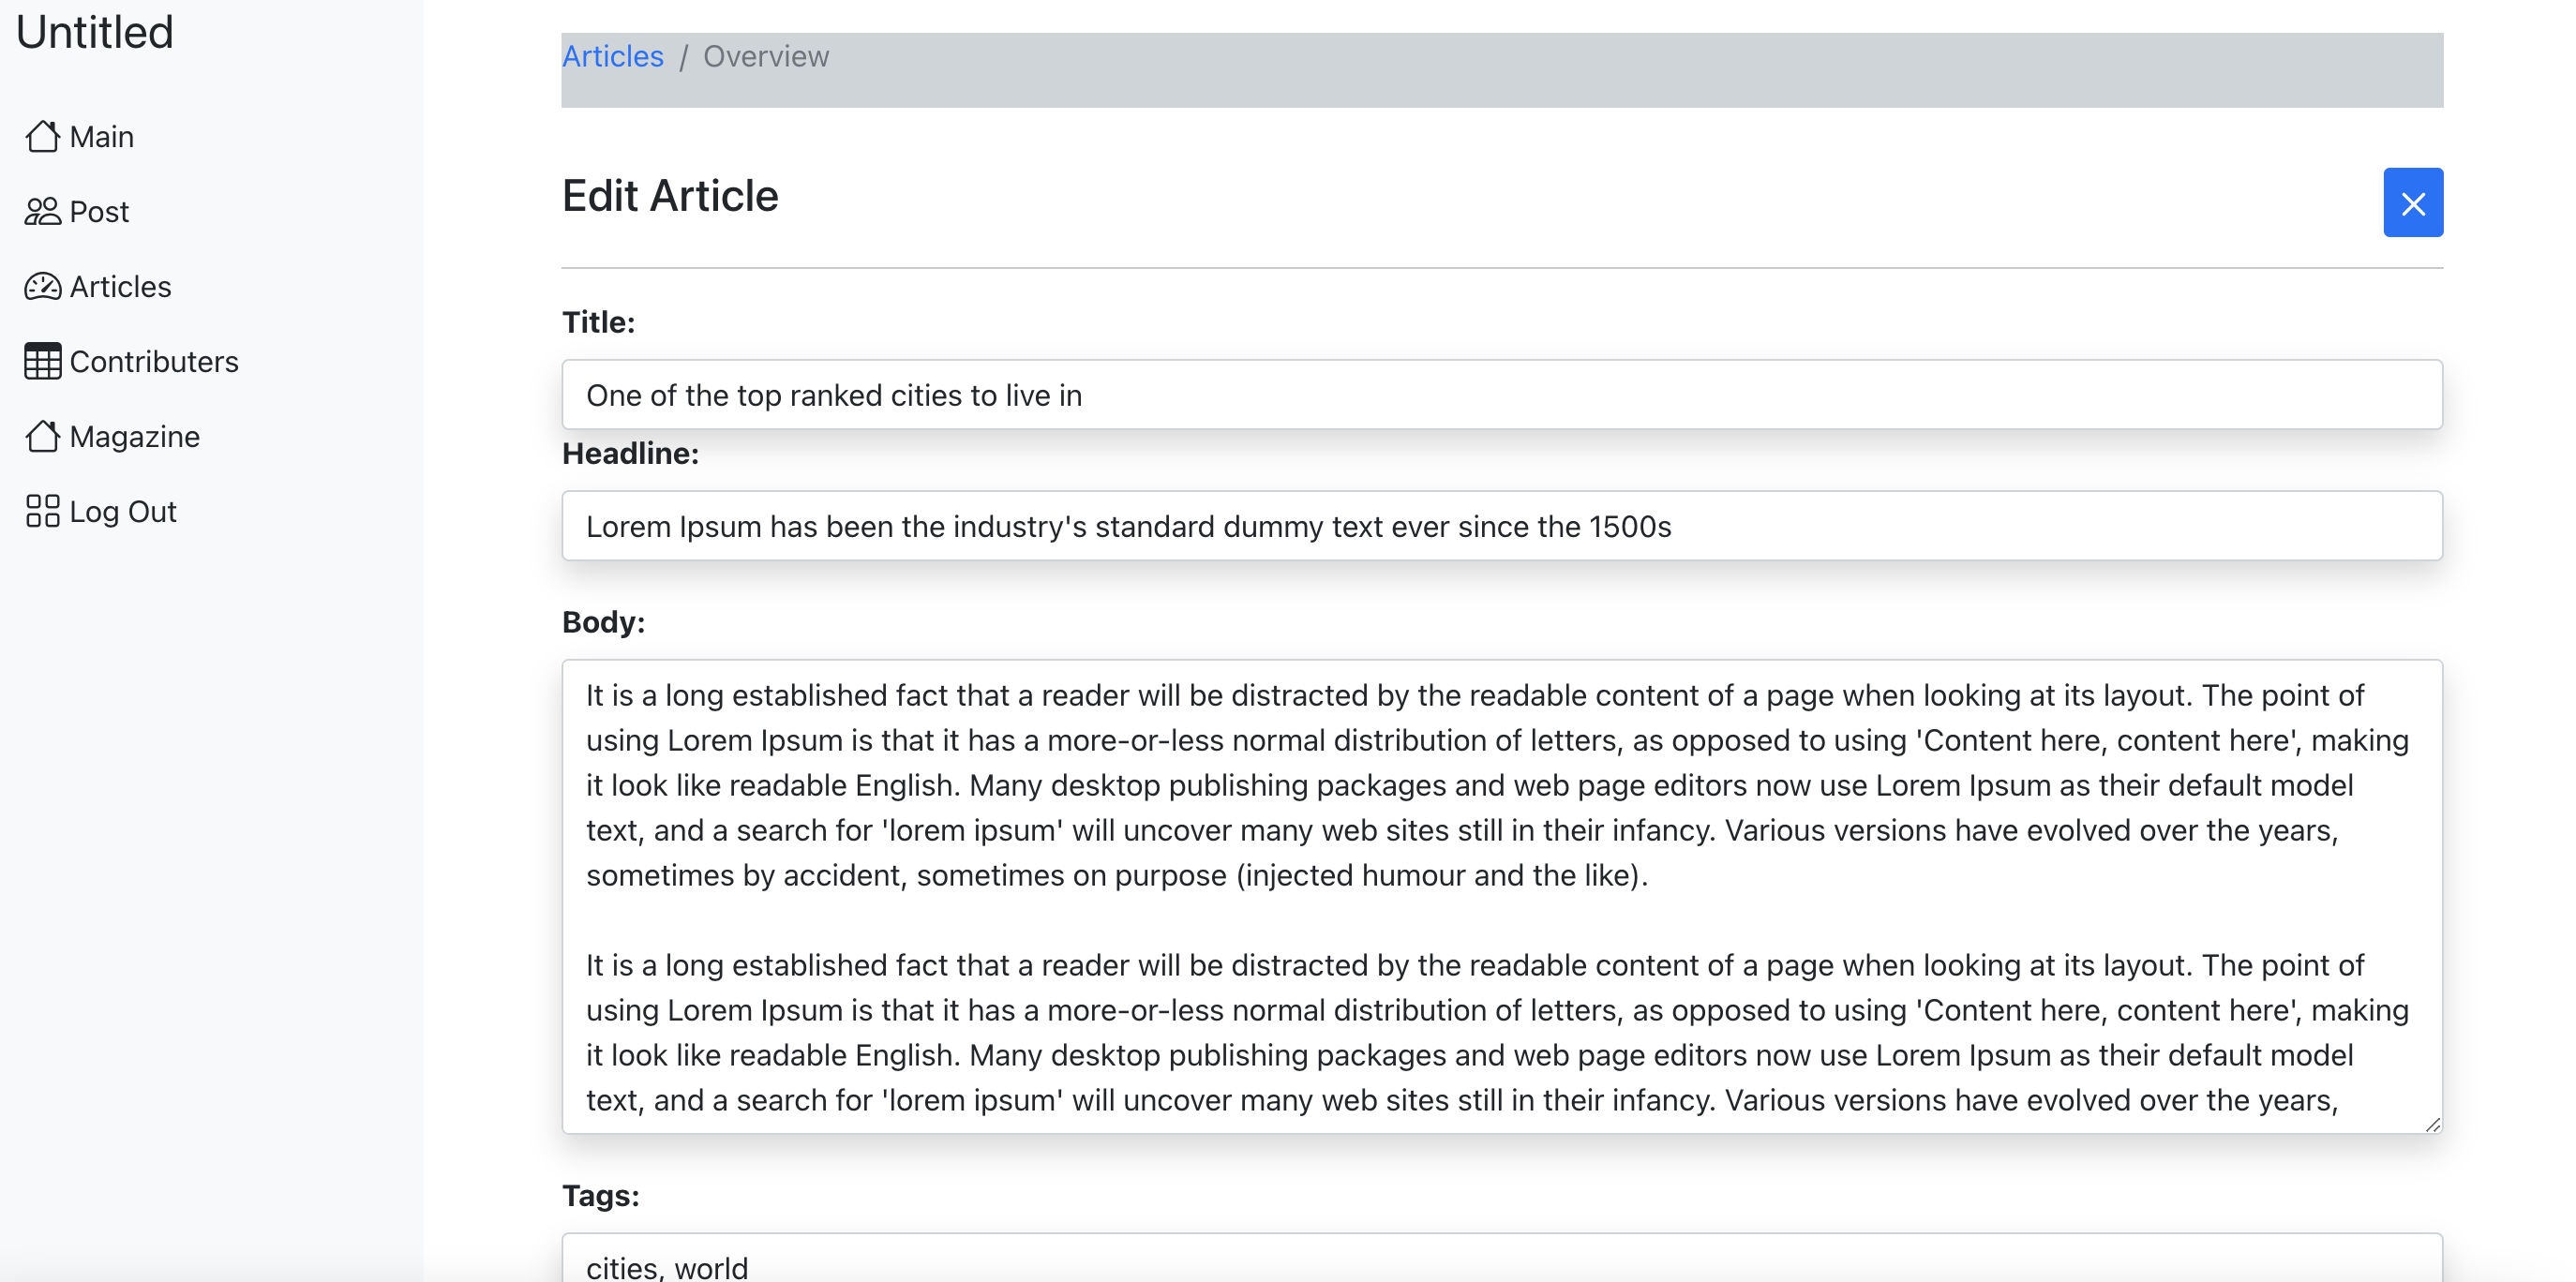 Untitled
Main
Post
Articles
Contributers
Magazine
Log Out
Articles / Overview
Edit Article
Title:
One of the top ranked cities to live in
Headline:
Lorem Ipsum has been the industry's standard dummy text ever since the 1500s
Body:
It is a long established fact that a reader will be distracted by the readable content of a page when looking at its layout. The point of
using Lorem Ipsum is that it has a more-or-less normal distribution of letters, as opposed to using 'Content here, content here', making
it look like readable English. Many desktop publishing packages and web page editors now use Lorem Ipsum as their default model
text, and a search for 'lorem ipsum' will uncover many web sites still in their infancy. Various versions have evolved over the years,
sometimes by accident, sometimes on purpose (injected humour and the like).
It is a long established fact that a reader will be distracted by the readable content of a page when looking at its layout. The point of
using Lorem Ipsum is that it has a more-or-less normal distribution of letters, as opposed to using 'Content here, content here', making
it look like readable English. Many desktop publishing packages and web page editors now use Lorem Ipsum as their default model
text, and a search for 'lorem ipsum' will uncover many web sites still in their infancy. Various versions have evolved over the years,
Tags:
cities, world